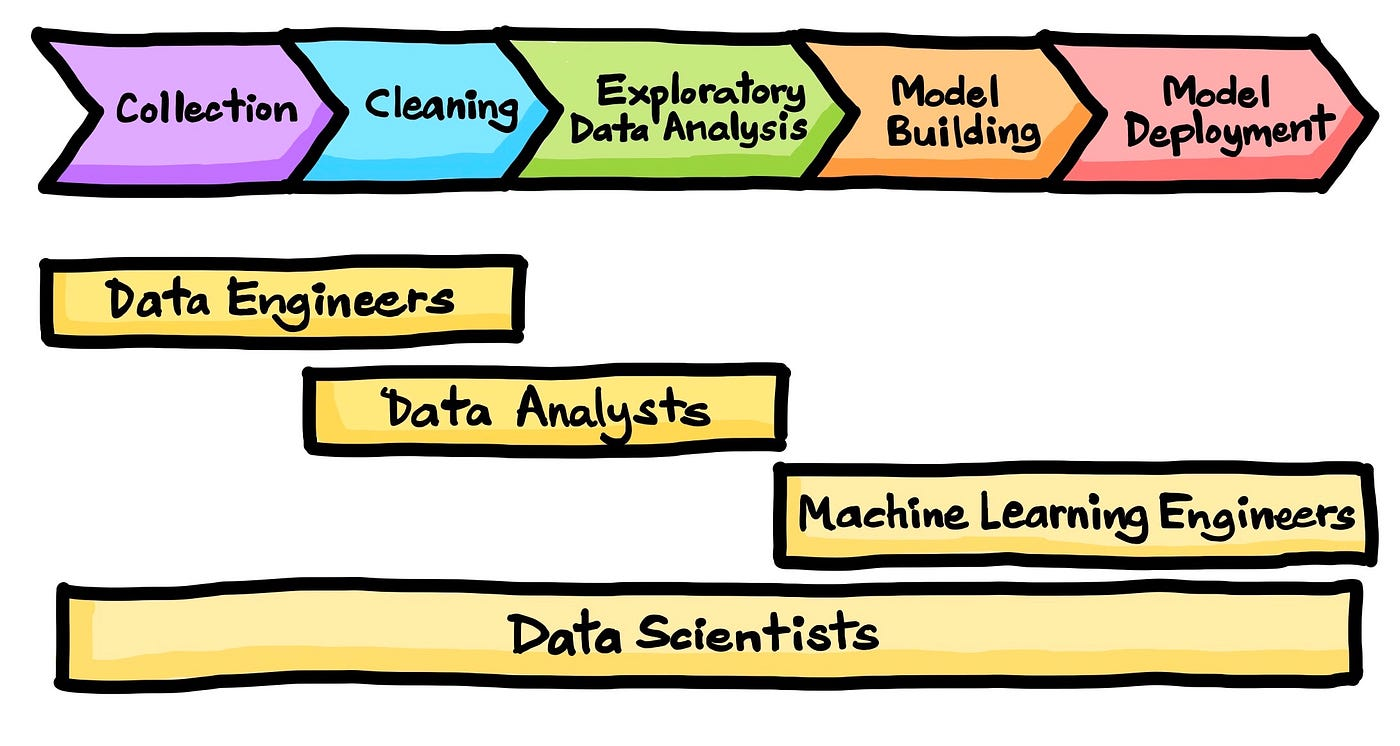 Collection
Cleaning
Exploratory
Data Analysis
Model
Building
Model
Deployment
Data Engineers
Data Analysts
Machine Learning Engineers
Data Scientists